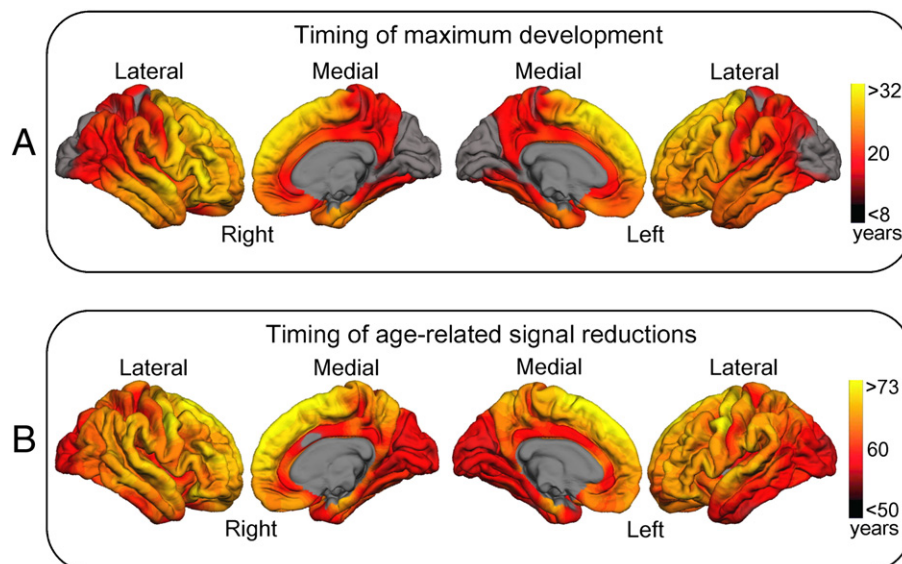 A
Timing of maximum development
Lateral Medial Medial Lateral
>32
20
<8
years
Right Left
B
Timing of age-related signal reductions
Lateral Medial Medial Lateral
>73
60
<50
years
Right Left